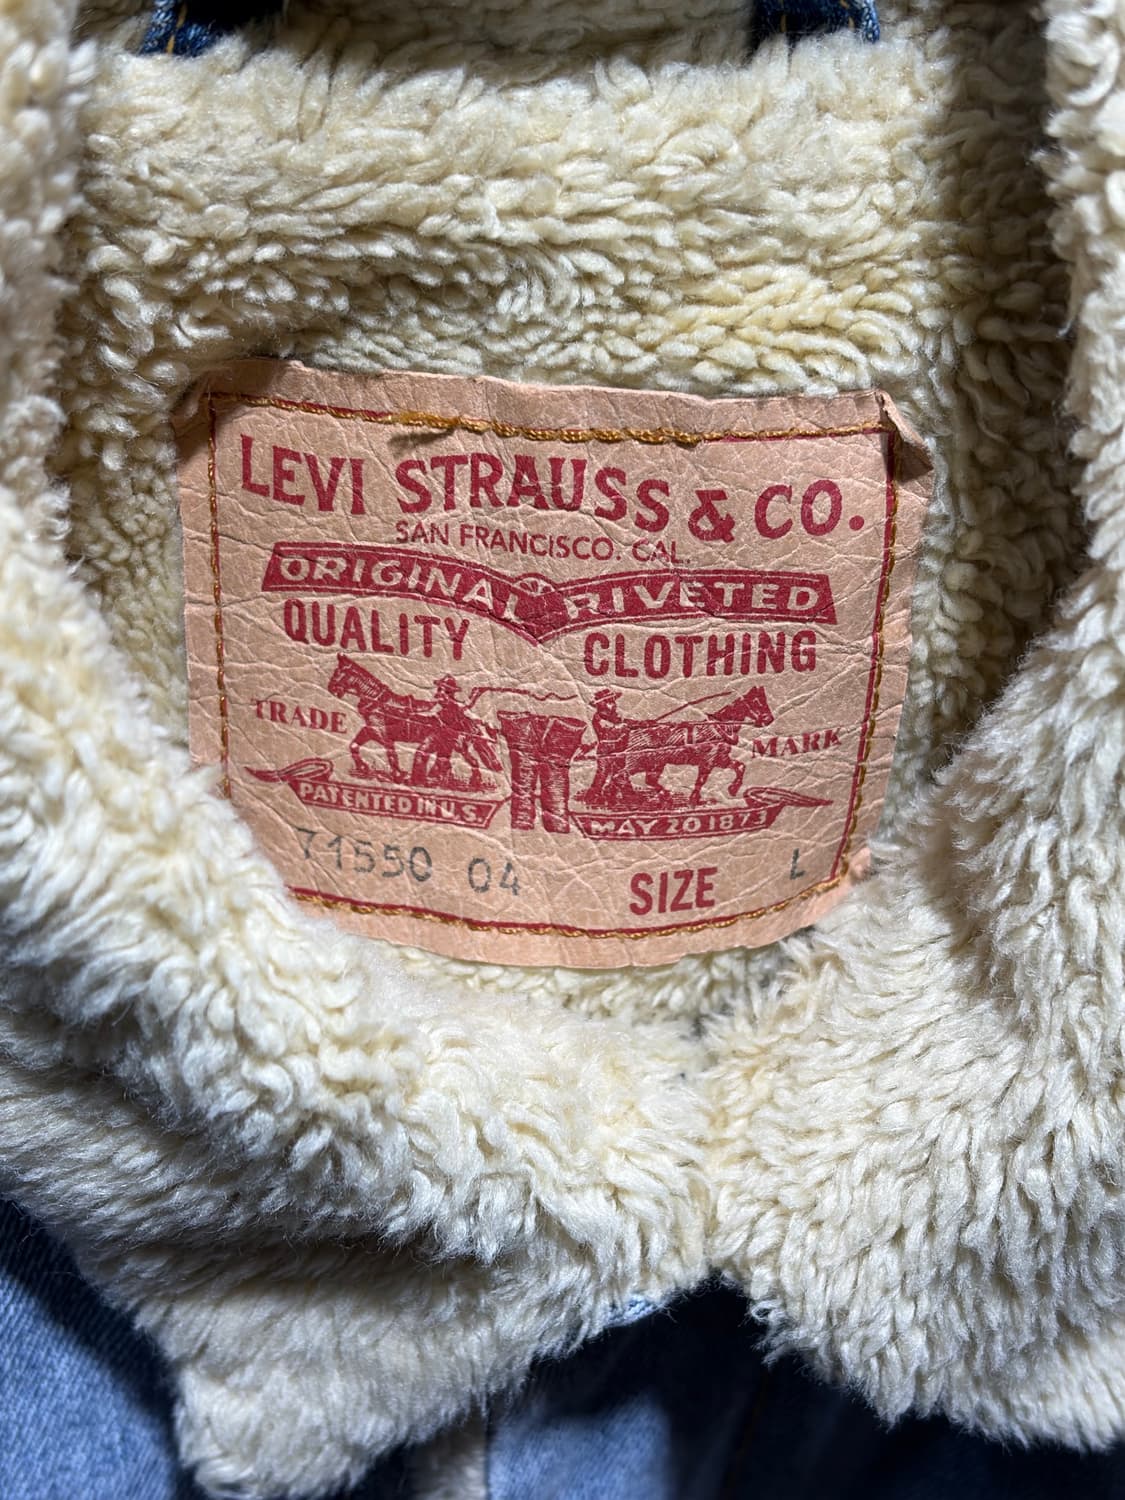 LEVI STRAUSS & CO.
SAN FRANCISCO. CAL.
ORIGINAL RIVETED
QUALITY CLOTHING
TRADE MARK
PATENTED IN U.S. MAY 20 1873
71550 04 SIZE L